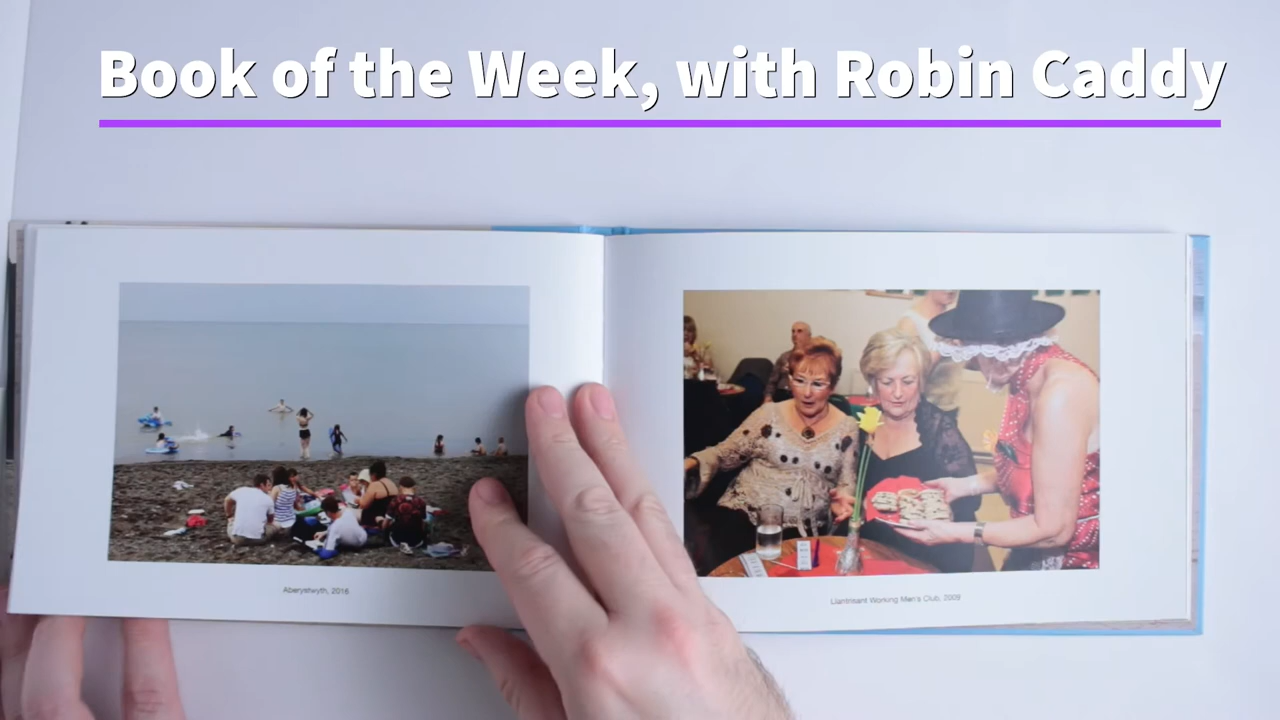 Book of the Week, with Robin Caddy
Aberystwyth, 2016
Llantrisant Working Men's Club, 2009